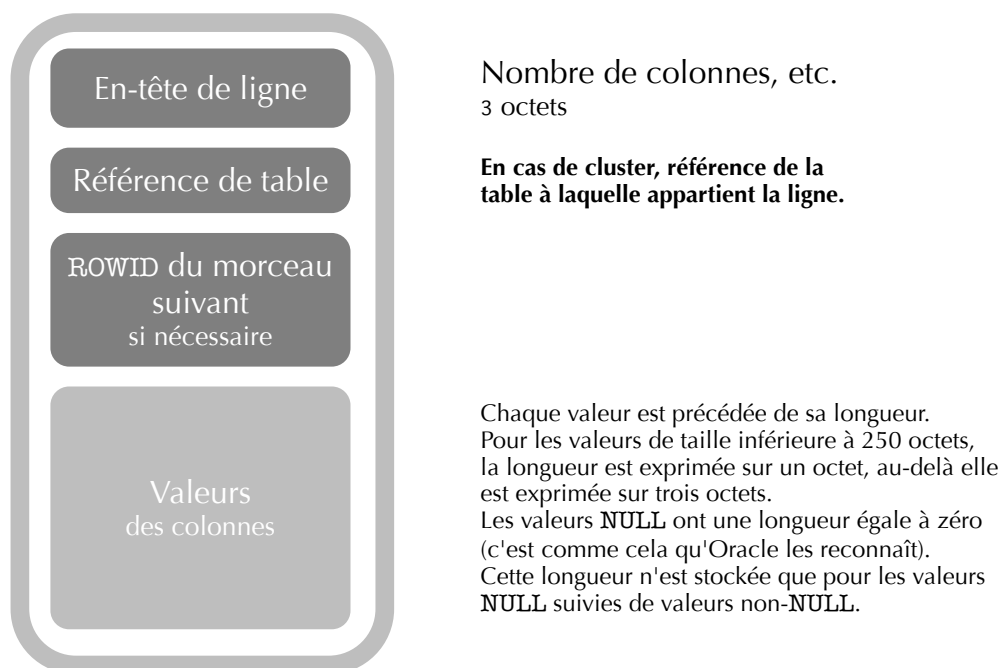 En-tête de ligne
Nombre de colonnes, etc.
3 octets
Référence de table
En cas de cluster, référence de la
table à laquelle appartient la ligne.
ROWID du morceau
suivant
si nécessaire
Valeurs
des colonnes
Chaque valeur est précédée de sa longueur.
Pour les valeurs de taille inférieure à 250 octets,
la longueur est exprimée sur un octet, au-delà elle
est exprimée sur trois octets.
Les valeurs NULL ont une longueur égale à zéro
(c'est comme cela qu'Oracle les reconnaît).
Cette longueur n'est stockée que pour les valeurs
NULL suivies de valeurs non-NULL.